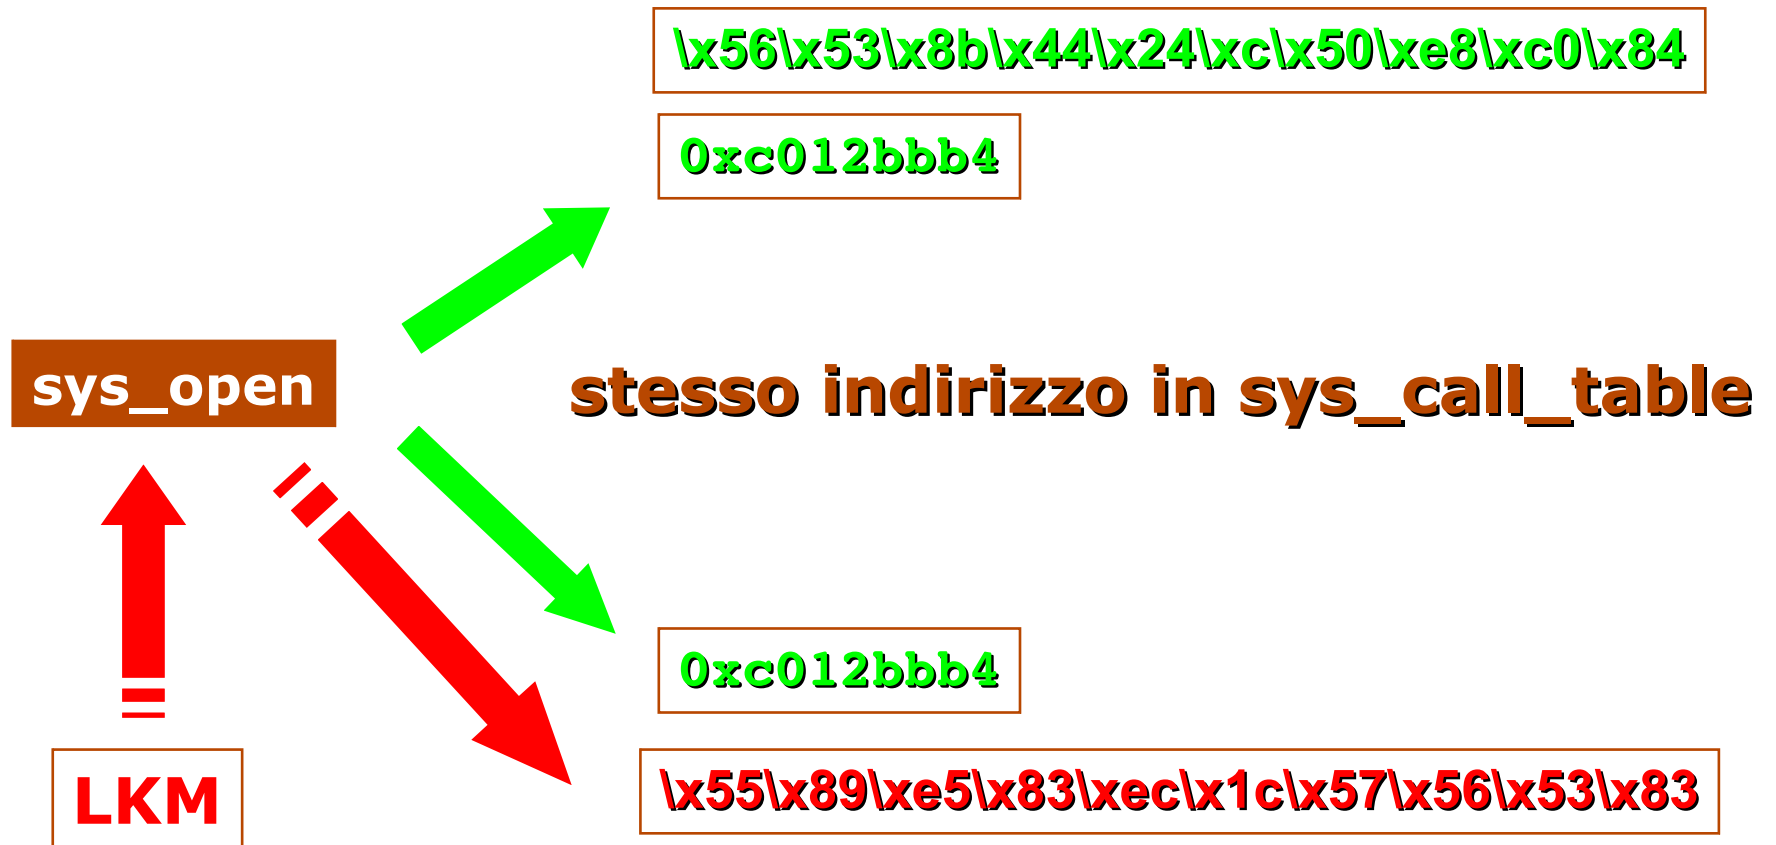 \x56\x53\x8b\x44\x24\xc\x50\xe8\xc0\x84
0xc012bbb4
sys_open
stesso indirizzo in sys_call_table
0xc012bbb4
LKM
\x55\x89\xe5\x83\xec\x1c\x57\x56\x53\x83